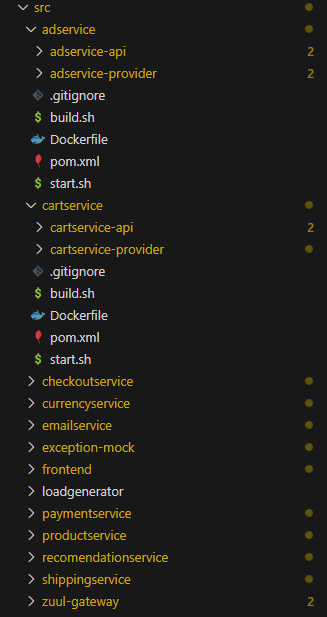 src
adservice
adservice-api 2
adservice-provider 2
.gitignore
$ build.sh
Dockerfile
pom.xml
$ start.sh
cartservice
cartservice-api 2
cartservice-provider
.gitignore
$ build.sh
Dockerfile
pom.xml
$ start.sh
checkoutservice
currencyservice
emailservice
exception-mock
frontend
loadgenerator
paymentservice
productservice
recomendationservice
shippingservice
zuul-gateway 2